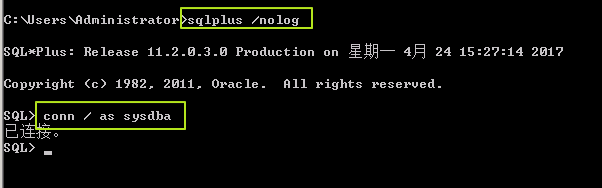 C:\Users\Administrator>sqlplus /nolog
SQL*Plus: Release 11.2.0.3.0 Production on 星期一 4月 24 15:27:14 2017
Copyright (c) 1982, 2011, Oracle.  All rights reserved.
SQL> conn / as sysdba
已连接。
SQL>